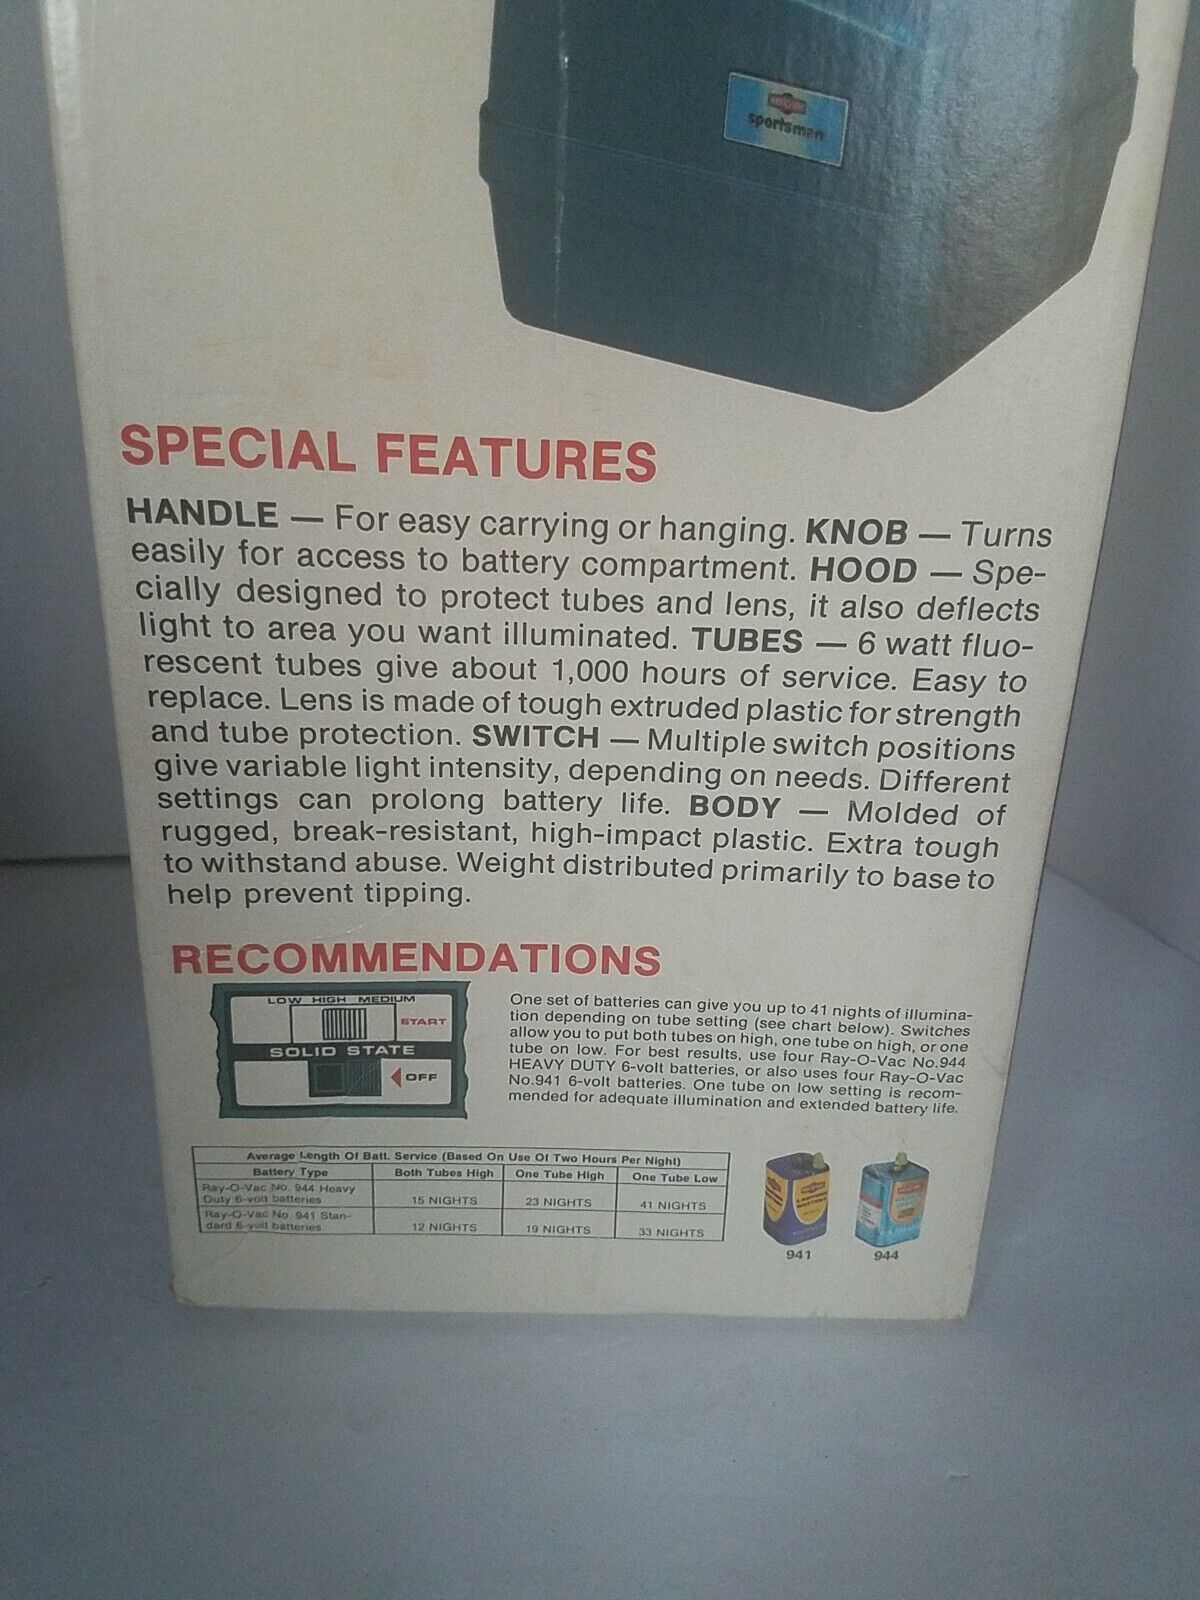 RAY-O-VAC
sportsman
SPECIAL FEATURES
HANDLE — For easy carrying or hanging. KNOB — Turns
easily for access to battery compartment. HOOD — Spe-
cially designed to protect tubes and lens, it also deflects
light to area you want illuminated. TUBES — 6 watt fluo-
rescent tubes give about 1,000 hours of service. Easy to
replace. Lens is made of tough extruded plastic for strength
and tube protection. SWITCH — Multiple switch positions
give variable light intensity, depending on needs. Different
settings can prolong battery life. BODY — Molded of
rugged, break-resistant, high-impact plastic. Extra tough
to withstand abuse. Weight distributed primarily to base to
help prevent tipping.
RECOMMENDATIONS
LOW HIGH MEDIUM
START
SOLID STATE
OFF
One set of batteries can give you up to 41 nights of illumina-
tion depending on tube setting (see chart below). Switches
allow you to put both tubes on high, one tube on high, or one
tube on low. For best results, use four Ray-O-Vac No.944
HEAVY DUTY 6-volt batteries, or also uses four Ray-O-Vac
No.941 6-volt batteries. One tube on low setting is recom-
mended for adequate illumination and extended battery life.
Average Length Of Batt. Service (Based On Use Of Two Hours Per Night)
Battery Type Both Tubes High One Tube High One Tube Low
Ray-O-Vac No. 944 Heavy
Duty 6-volt batteries 15 NIGHTS 23 NIGHTS 41 NIGHTS
Ray-O-Vac No. 941 Stan-
dard 6-volt batteries 12 NIGHTS 19 NIGHTS 33 NIGHTS
LANTERN
BATTERY
941 944